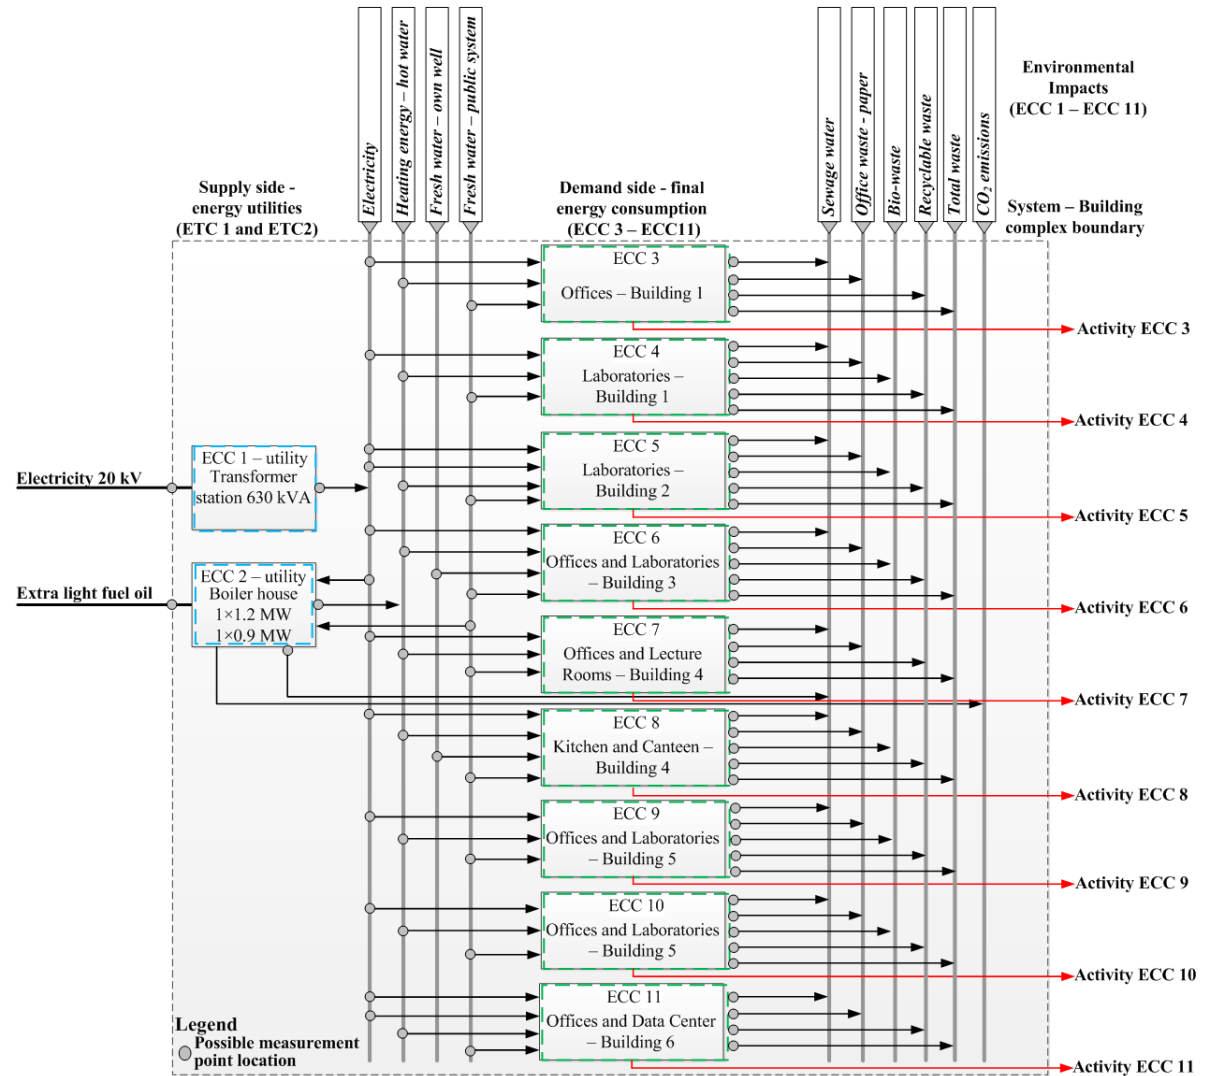 Electricity
Heating energy – hot water
Fresh water – own well
Fresh water – public system
Sewage water
Office waste - paper
Bio-waste
Recyclable waste
Total waste
CO₂ emissions
Environmental
Impacts
(ECC 1 – ECC 11)
Supply side -
energy utilities
(ETC 1 and ETC2)
Demand side - final
energy consumption
(ECC 3 – ECC11)
System – Building
complex boundary
ECC 3
Offices – Building 1
Activity ECC 3
ECC 4
Laboratories –
Building 1
Activity ECC 4
Electricity 20 kV
ECC 1 – utility
Transformer
station 630 kVA
ECC 5
Laboratories –
Building 2
Activity ECC 5
Extra light fuel oil
ECC 2 – utility
Boiler house
1×1.2 MW
1×0.9 MW
ECC 6
Offices and Laboratories
– Building 3
Activity ECC 6
ECC 7
Offices and Lecture
Rooms – Building 4
Activity ECC 7
ECC 8
Kitchen and Canteen –
Building 4
Activity ECC 8
ECC 9
Offices and Laboratories
– Building 5
Activity ECC 9
ECC 10
Offices and Laboratories
– Building 5
Activity ECC 10
ECC 11
Offices and Data Center
– Building 6
Activity ECC 11
Legend
Possible measurement
point location